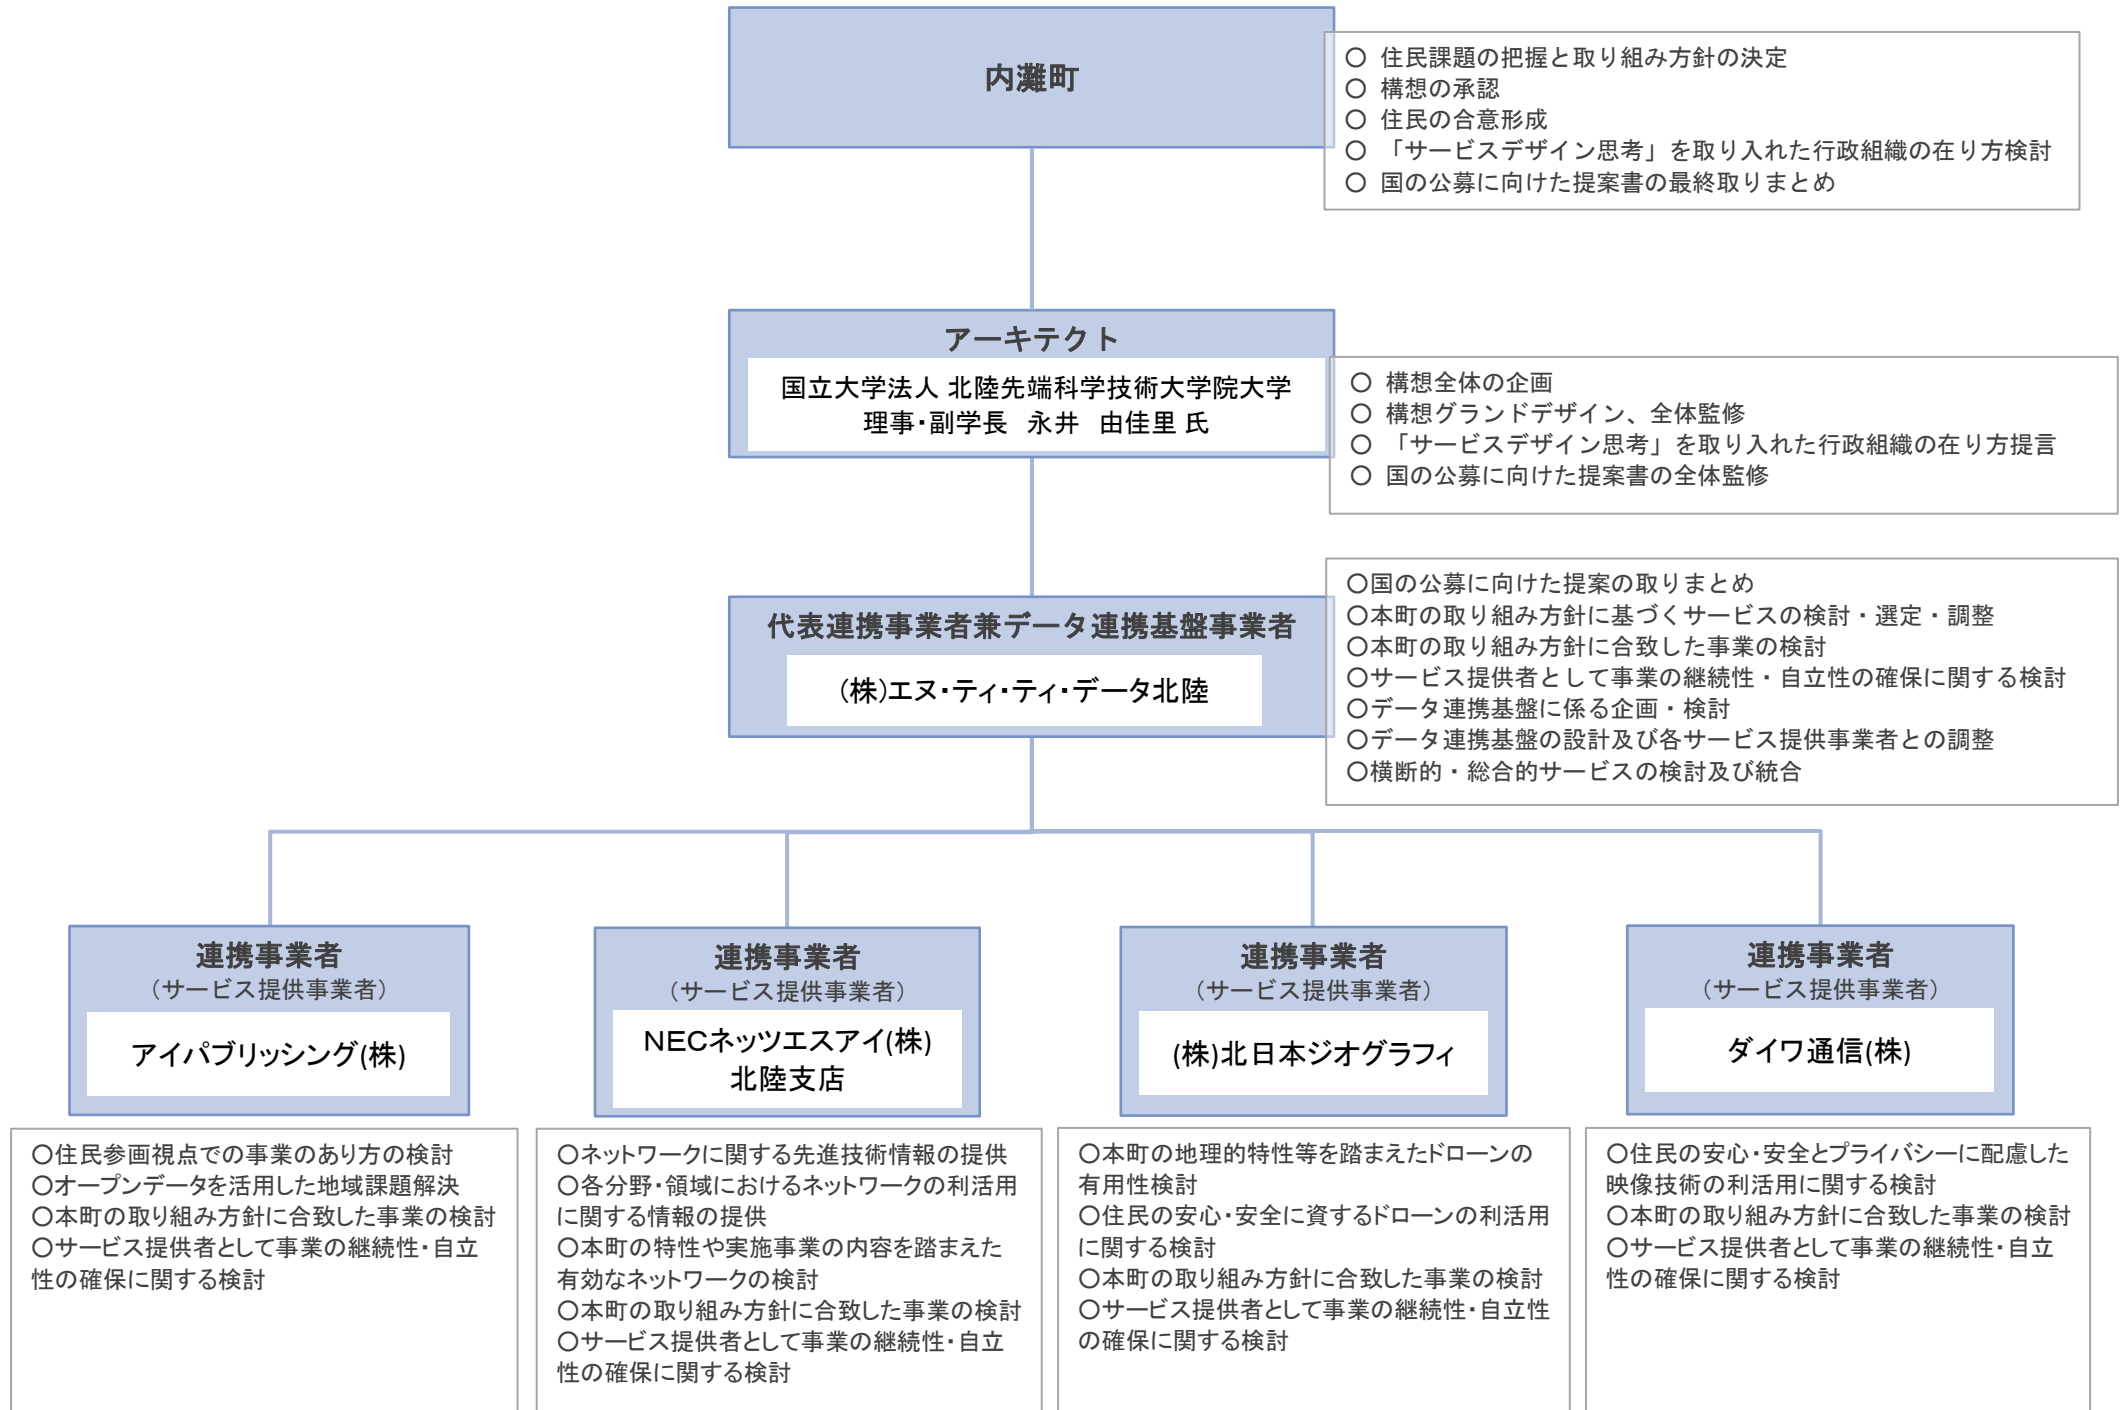 内灘町
○ 住民課題の把握と取り組み方針の決定
○ 構想の承認
○ 住民の合意形成
○ 「サービスデザイン思考」を取り入れた行政組織の在り方検討
○ 国の公募に向けた提案書の最終取りまとめ
アーキテクト
国立大学法人 北陸先端科学技術大学院大学
理事・副学長 永井 由佳里 氏
○ 構想全体の企画
○ 構想グランドデザイン、全体監修
○ 「サービスデザイン思考」を取り入れた行政組織の在り方提言
○ 国の公募に向けた提案書の全体監修
代表連携事業者兼データ連携基盤事業者
(株)エヌ・ティ・ティ・データ北陸
○国の公募に向けた提案の取りまとめ
○本町の取り組み方針に基づくサービスの検討・選定・調整
○本町の取り組み方針に合致した事業の検討
○サービス提供者として事業の継続性・自立性の確保に関する検討
○データ連携基盤に係る企画・検討
○データ連携基盤の設計及び各サービス提供事業者との調整
○横断的・総合的サービスの検討及び統合
連携事業者
（サービス提供事業者）
アイパブリッシング(株)
○住民参画視点での事業のあり方の検討
○オープンデータを活用した地域課題解決
○本町の取り組み方針に合致した事業の検討
○サービス提供者として事業の継続性・自立
性の確保に関する検討
連携事業者
（サービス提供事業者）
NECネッツエスアイ(株)
北陸支店
○ネットワークに関する先進技術情報の提供
○各分野・領域におけるネットワークの利活用
に関する情報の提供
○本町の特性や実施事業の内容を踏まえた
有効なネットワークの検討
○本町の取り組み方針に合致した事業の検討
○サービス提供者として事業の継続性・自立
性の確保に関する検討
連携事業者
（サービス提供事業者）
(株)北日本ジオグラフィ
○本町の地理的特性等を踏まえたドローンの
有用性検討
○住民の安心・安全に資するドローンの利活用
に関する検討
○本町の取り組み方針に合致した事業の検討
○サービス提供者として事業の継続性・自立性
の確保に関する検討
連携事業者
（サービス提供事業者）
ダイワ通信(株)
○住民の安心・安全とプライバシーに配慮した
映像技術の利活用に関する検討
○本町の取り組み方針に合致した事業の検討
○サービス提供者として事業の継続性・自立
性の確保に関する検討